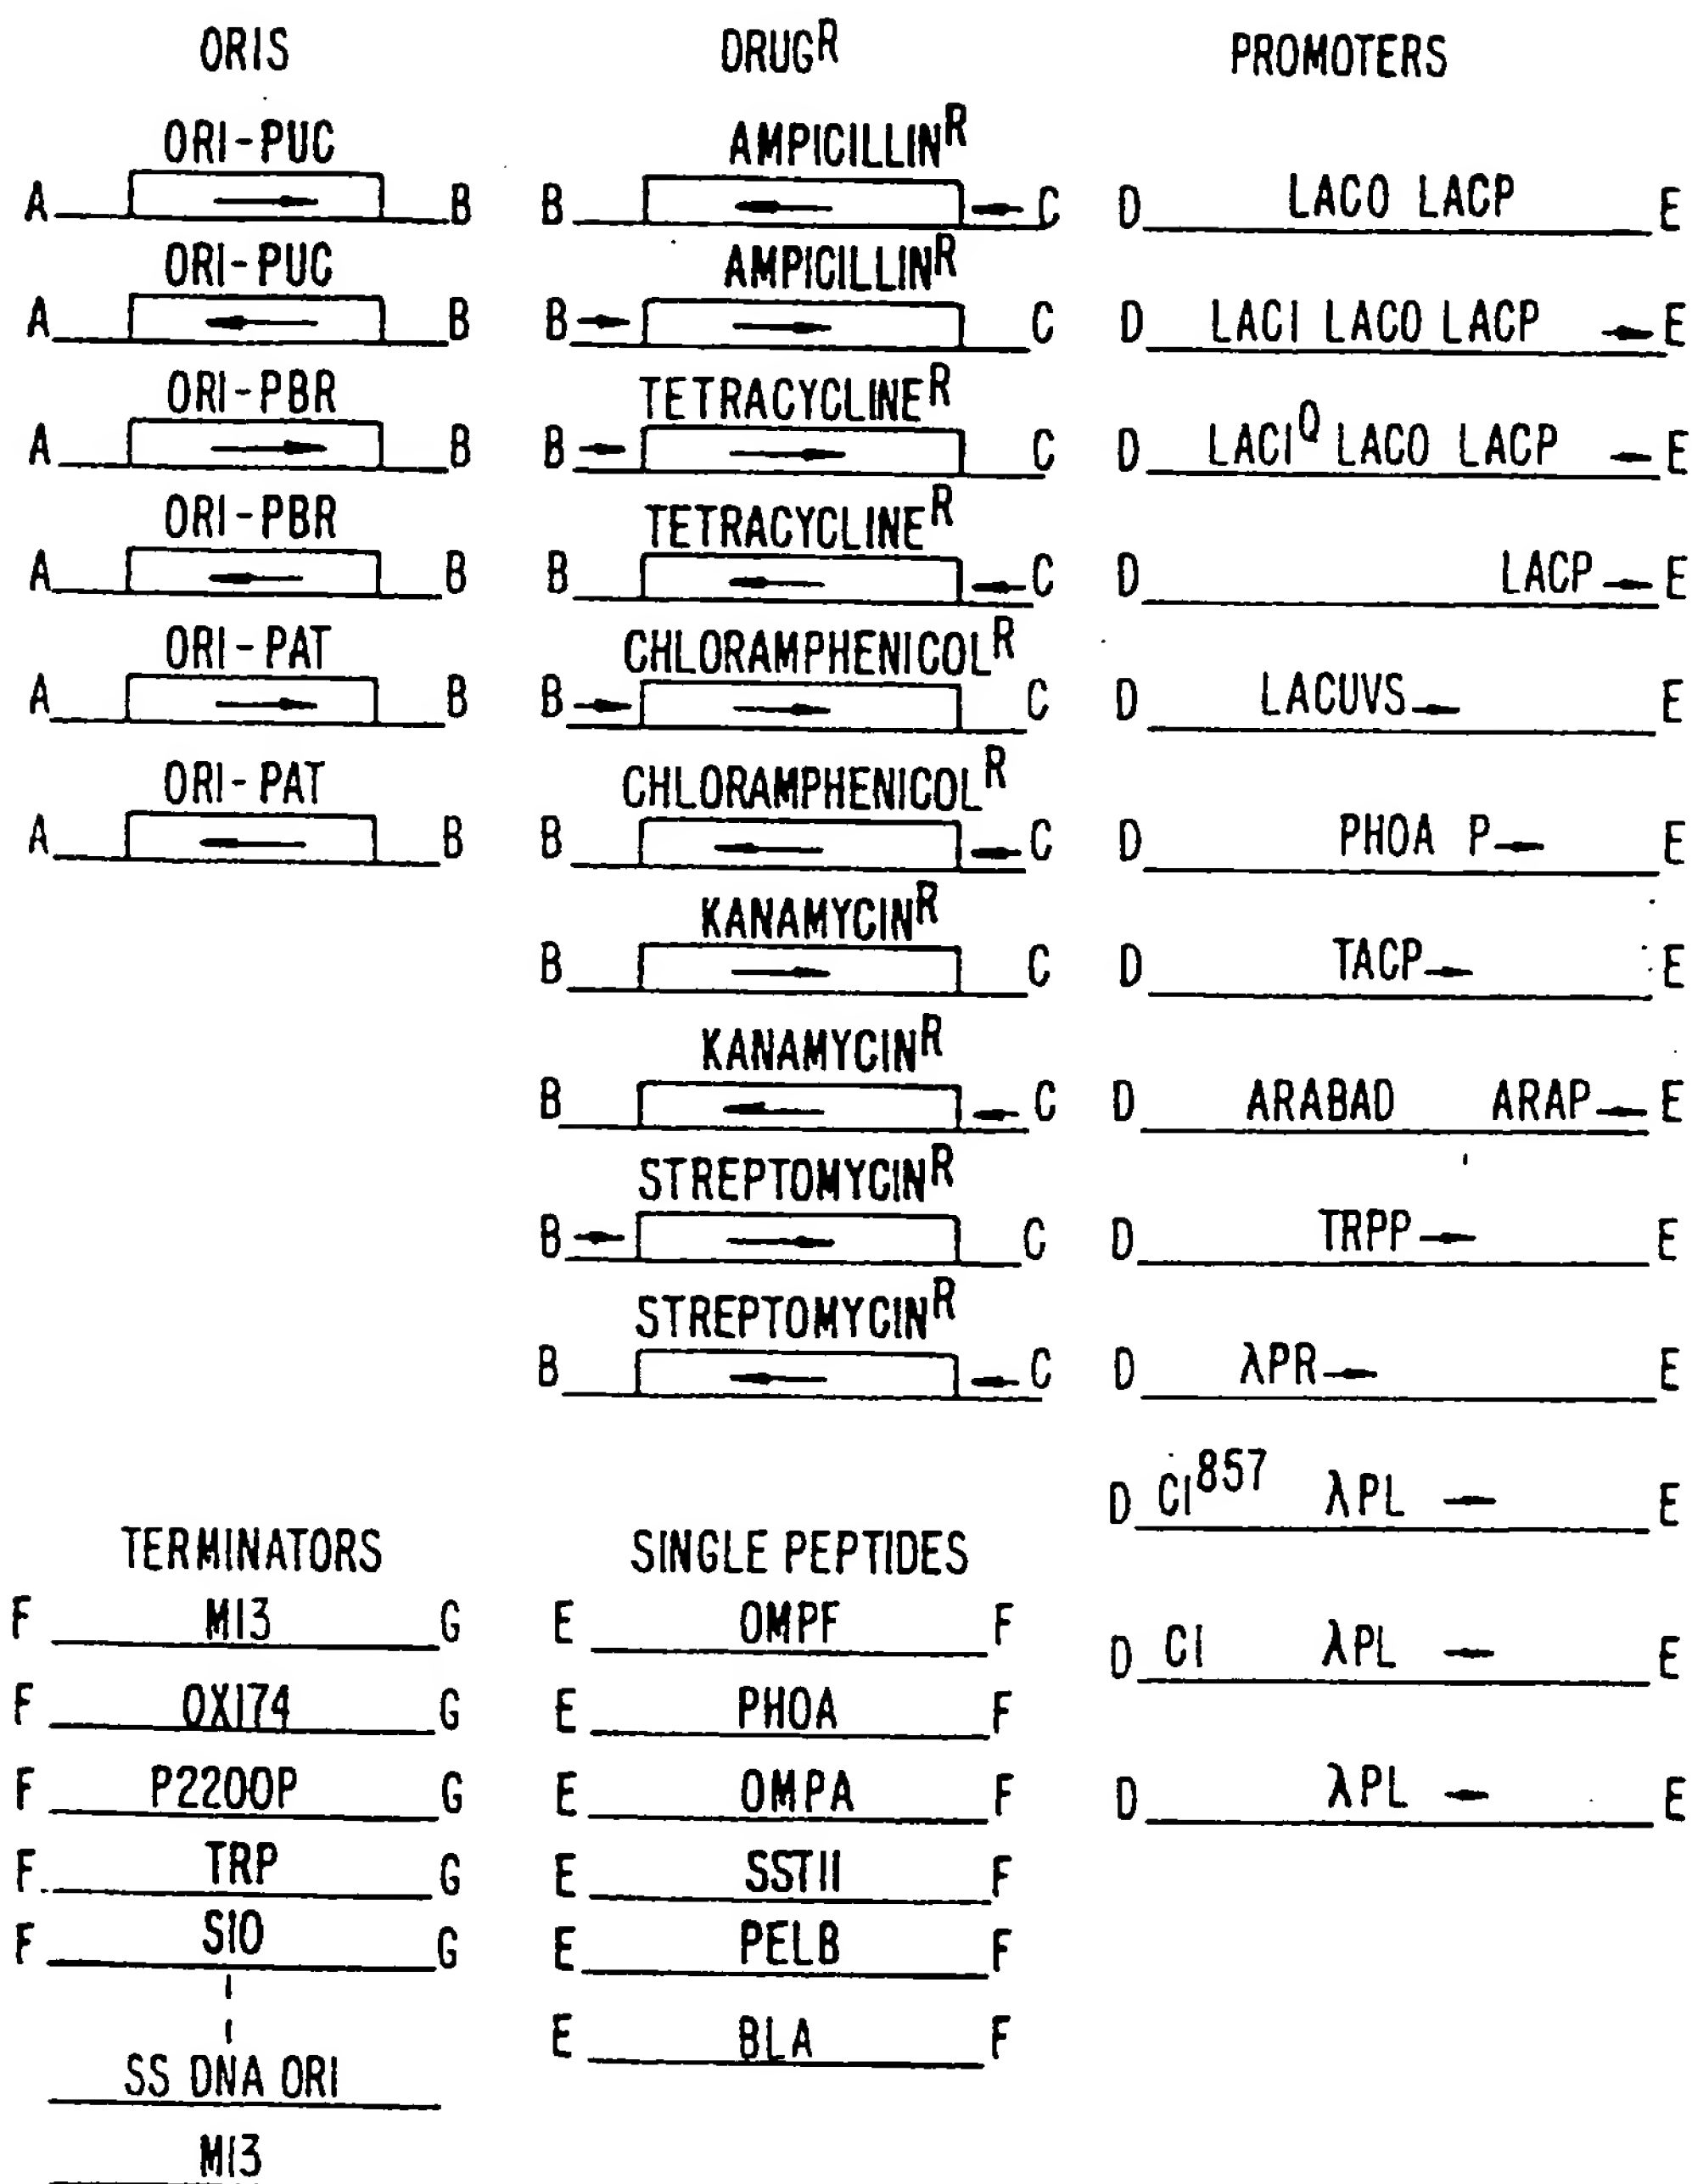 ORIS
ORI-PUC
A B
ORI-PUC
A B
ORI-PBR
A B
ORI-PBR
A B
ORI-PAT
A B
ORI-PAT
A B
DRUGᴿ
AMPICILLINᴿ
B C
AMPICILLINᴿ
B C
TETRACYCLINEᴿ
B C
TETRACYCLINEᴿ
B C
CHLORAMPHENICOLᴿ
B C
CHLORAMPHENICOLᴿ
B C
KANAMYCINᴿ
B C
KANAMYCINᴿ
B C
STREPTOMYCINᴿ
B C
STREPTOMYCINᴿ
B C
PROMOTERS
D LACO LACP E
D LACI LACO LACP E
D LACI^Q LACO LACP E
D LACP E
D LACUVS E
D PHOA P E
D TACP E
D ARABAD ARAP E
D TRPP E
D λPR E
D CI⁸⁵⁷ λPL E
D CI λPL E
D λPL E
TERMINATORS
F M13 G
F OX174 G
F P2200P G
F TRP G
F S10 G
SS DNA ORI
M13
SINGLE PEPTIDES
E OMPF F
E PHOA F
E OMPA F
E SSTII F
E PELB F
E BLA F